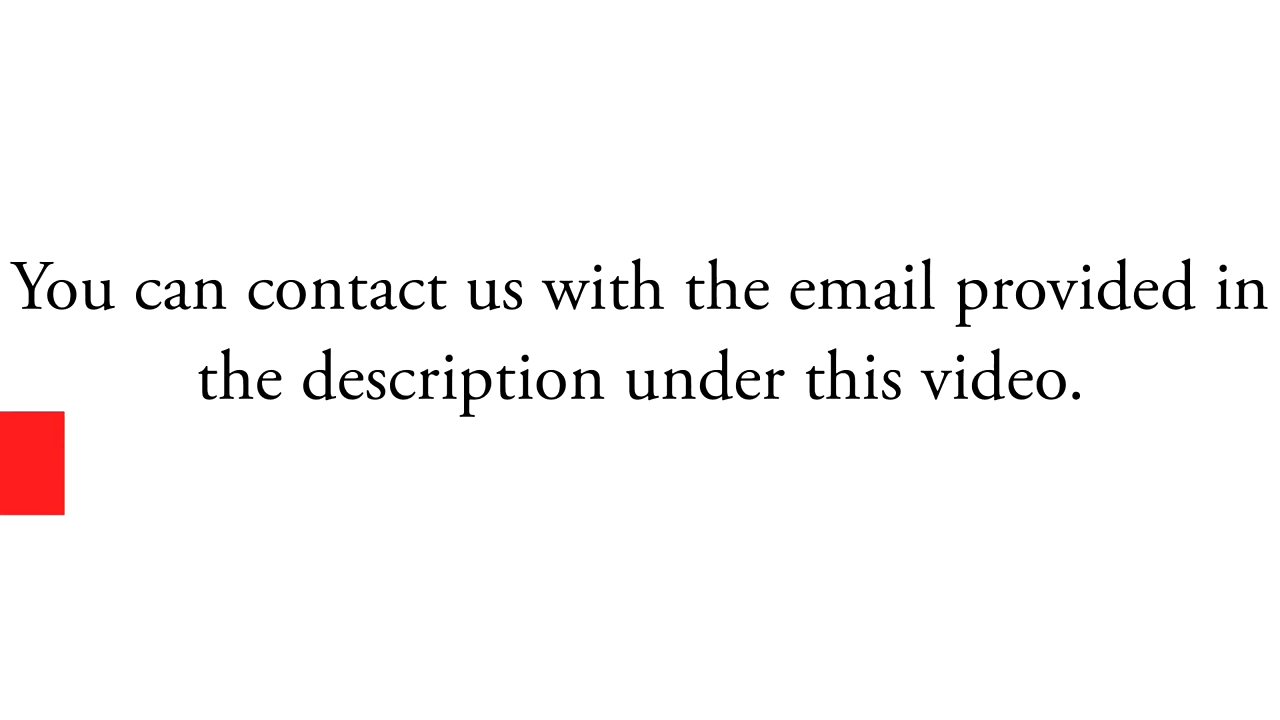 You can contact us with the email provided in
the description under this video.